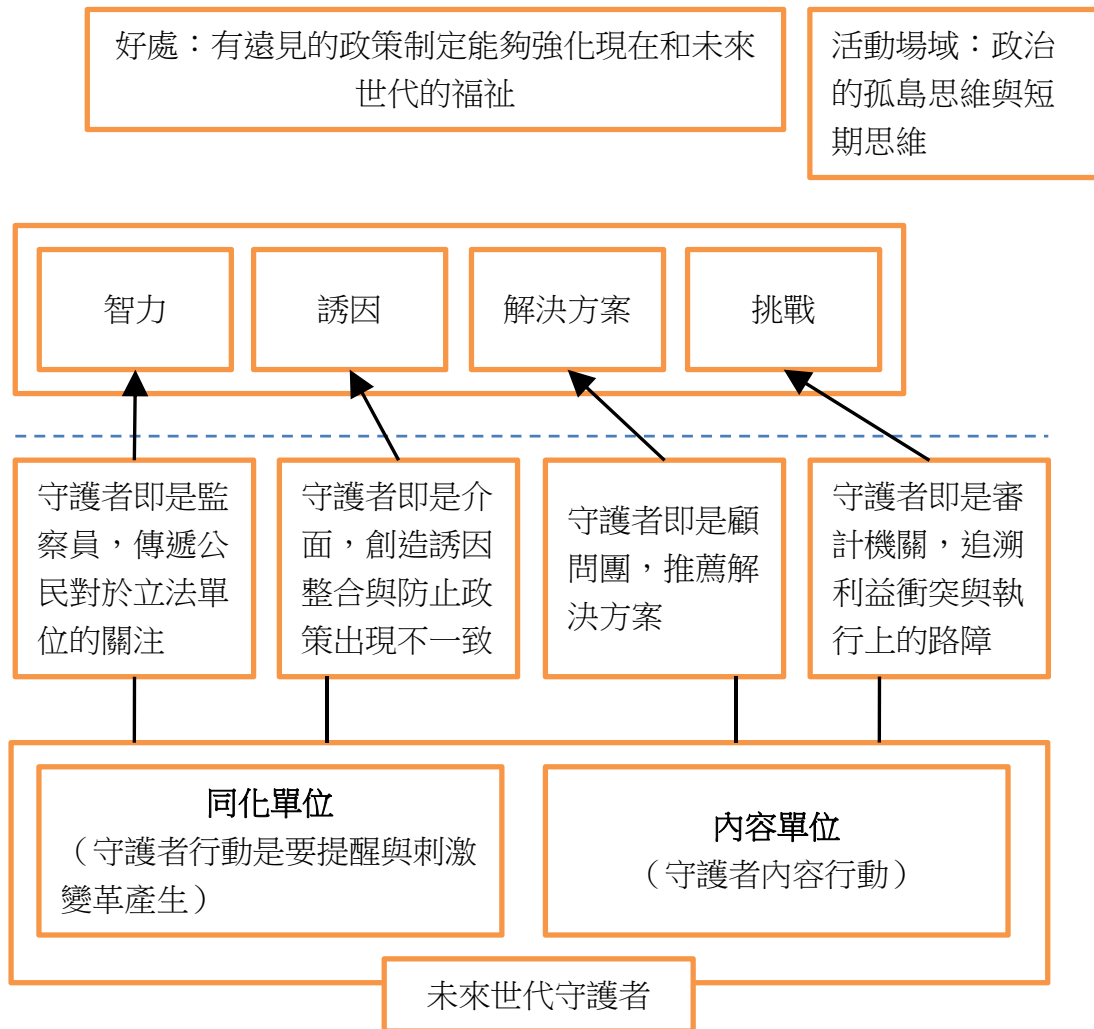 好處：有遠見的政策制定能夠強化現在和未來
世代的福祉
活動場域：政治
的孤島思維與短
期思維
智力
誘因
解決方案
挑戰
守護者即是監
察員，傳遞公
民對於立法單
位的關注
守護者即是介
面，創造誘因
整合與防止政
策出現不一致
守護者即是顧
問團，推薦解
決方案
守護者即是審
計機關，追溯
利益衝突與執
行上的路障
同化單位
（守護者行動是要提醒與刺激
變革產生）
內容單位
（守護者內容行動）
未來世代守護者